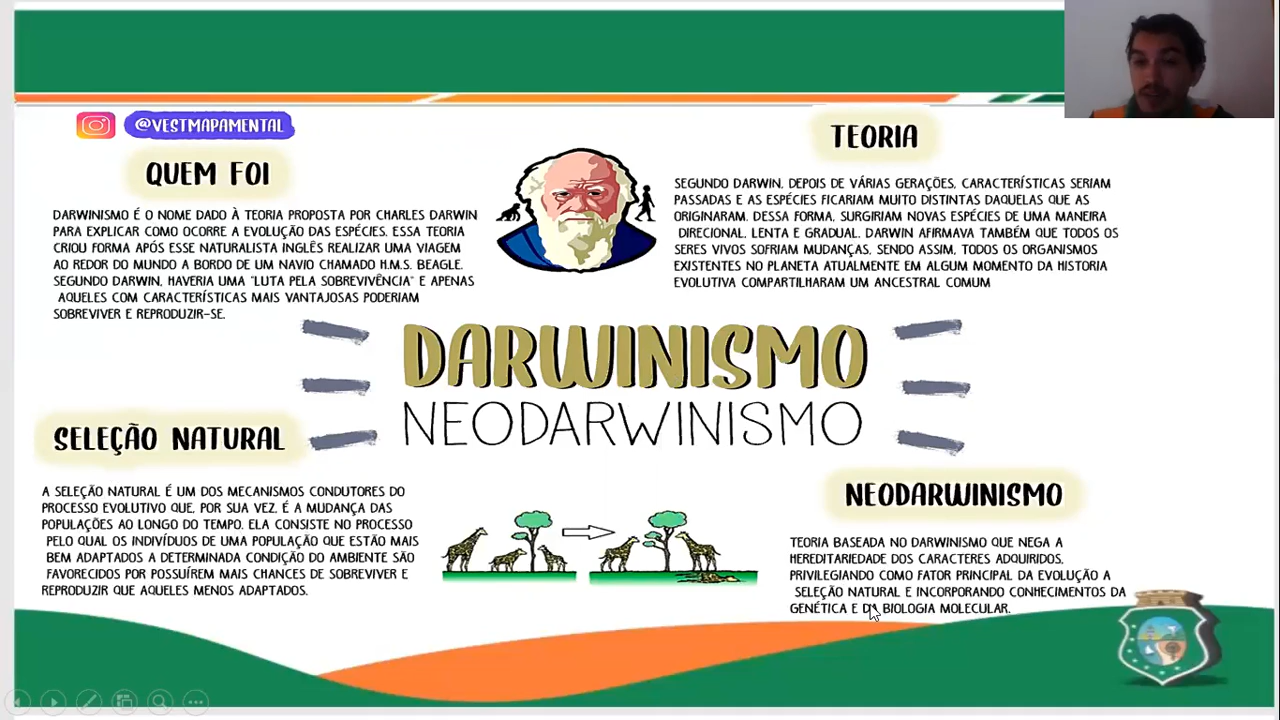 @VESTMAPAMENTAL
QUEM FOI
DARWINISMO É O NOME DADO À TEORIA PROPOSTA POR CHARLES DARWIN
PARA EXPLICAR COMO OCORRE A EVOLUÇÃO DAS ESPÉCIES. ESSA TEORIA
CRIOU FORMA APÓS ESSE NATURALISTA INGLÊS REALIZAR UMA VIAGEM
AO REDOR DO MUNDO A BORDO DE UM NAVIO CHAMADO H.M.S. BEAGLE.
SEGUNDO DARWIN, HAVERIA UMA "LUTA PELA SOBREVIVÊNCIA" E APENAS
AQUELES COM CARACTERÍSTICAS MAIS VANTAJOSAS PODERIAM
SOBREVIVER E REPRODUZIR-SE.
TEORIA
SEGUNDO DARWIN, DEPOIS DE VÁRIAS GERAÇÕES, CARACTERÍSTICAS SERIAM
PASSADAS E AS ESPÉCIES FICARIAM MUITO DISTINTAS DAQUELAS QUE AS
ORIGINARAM. DESSA FORMA, SURGIRIAM NOVAS ESPÉCIES DE UMA MANEIRA
DIRECIONAL, LENTA E GRADUAL. DARWIN AFIRMAVA TAMBÉM QUE TODOS OS
SERES VIVOS SOFRIAM MUDANÇAS, SENDO ASSIM, TODOS OS ORGANISMOS
EXISTENTES NO PLANETA ATUALMENTE EM ALGUM MOMENTO DA HISTORIA
EVOLUTIVA COMPARTILHARAM UM ANCESTRAL COMUM
DARWINISMO
NEODARWINISMO
SELEÇÃO NATURAL
A SELEÇÃO NATURAL É UM DOS MECANISMOS CONDUTORES DO
PROCESSO EVOLUTIVO QUE, POR SUA VEZ, É A MUDANÇA DAS
POPULAÇÕES AO LONGO DO TEMPO. ELA CONSISTE NO PROCESSO
PELO QUAL OS INDIVÍDUOS DE UMA POPULAÇÃO QUE ESTÃO MAIS
BEM ADAPTADOS A DETERMINADA CONDIÇÃO DO AMBIENTE SÃO
FAVORECIDOS POR POSSUÍREM MAIS CHANCES DE SOBREVIVER E
REPRODUZIR QUE AQUELES MENOS ADAPTADOS.
NEODARWINISMO
TEORIA BASEADA NO DARWINISMO QUE NEGA A
HEREDITARIEDADE DOS CARACTERES ADQUIRIDOS,
PRIVILEGIANDO COMO FATOR PRINCIPAL DA EVOLUÇÃO A
SELEÇÃO NATURAL E INCORPORANDO CONHECIMENTOS DA
GENÉTICA E DA BIOLOGIA MOLECULAR.